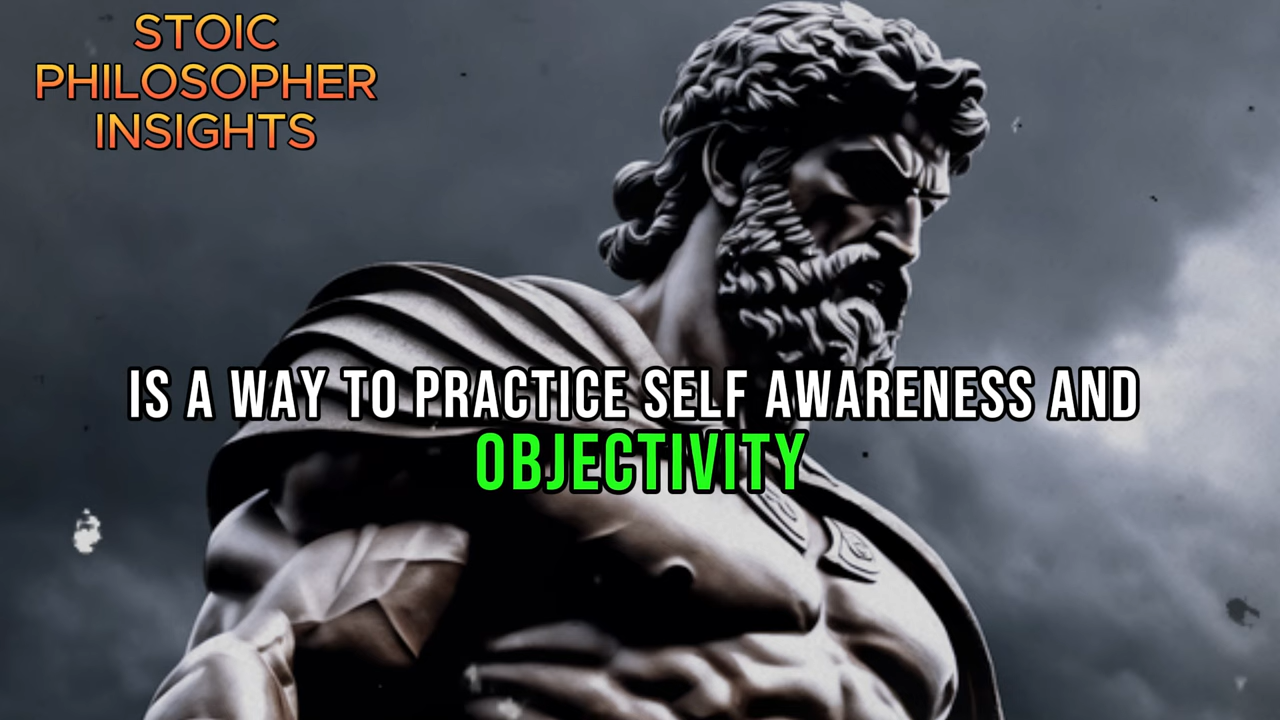 STOIC
PHILOSOPHER
INSIGHTS
IS A WAY TO PRACTICE SELF AWARENESS AND
OBJECTIVITY